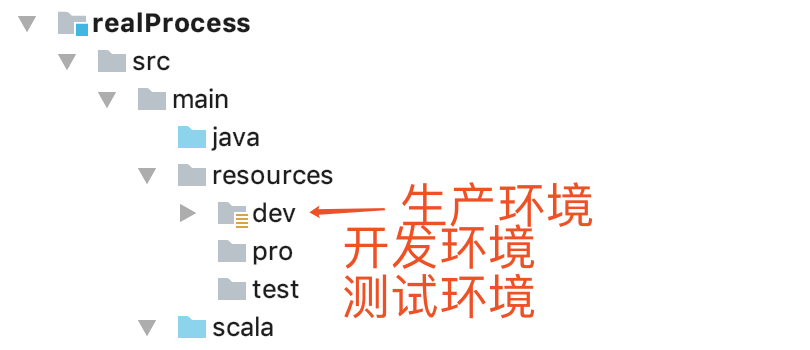 realProcess
src
main
java
resources
dev 生产环境
pro 开发环境
test 测试环境
scala